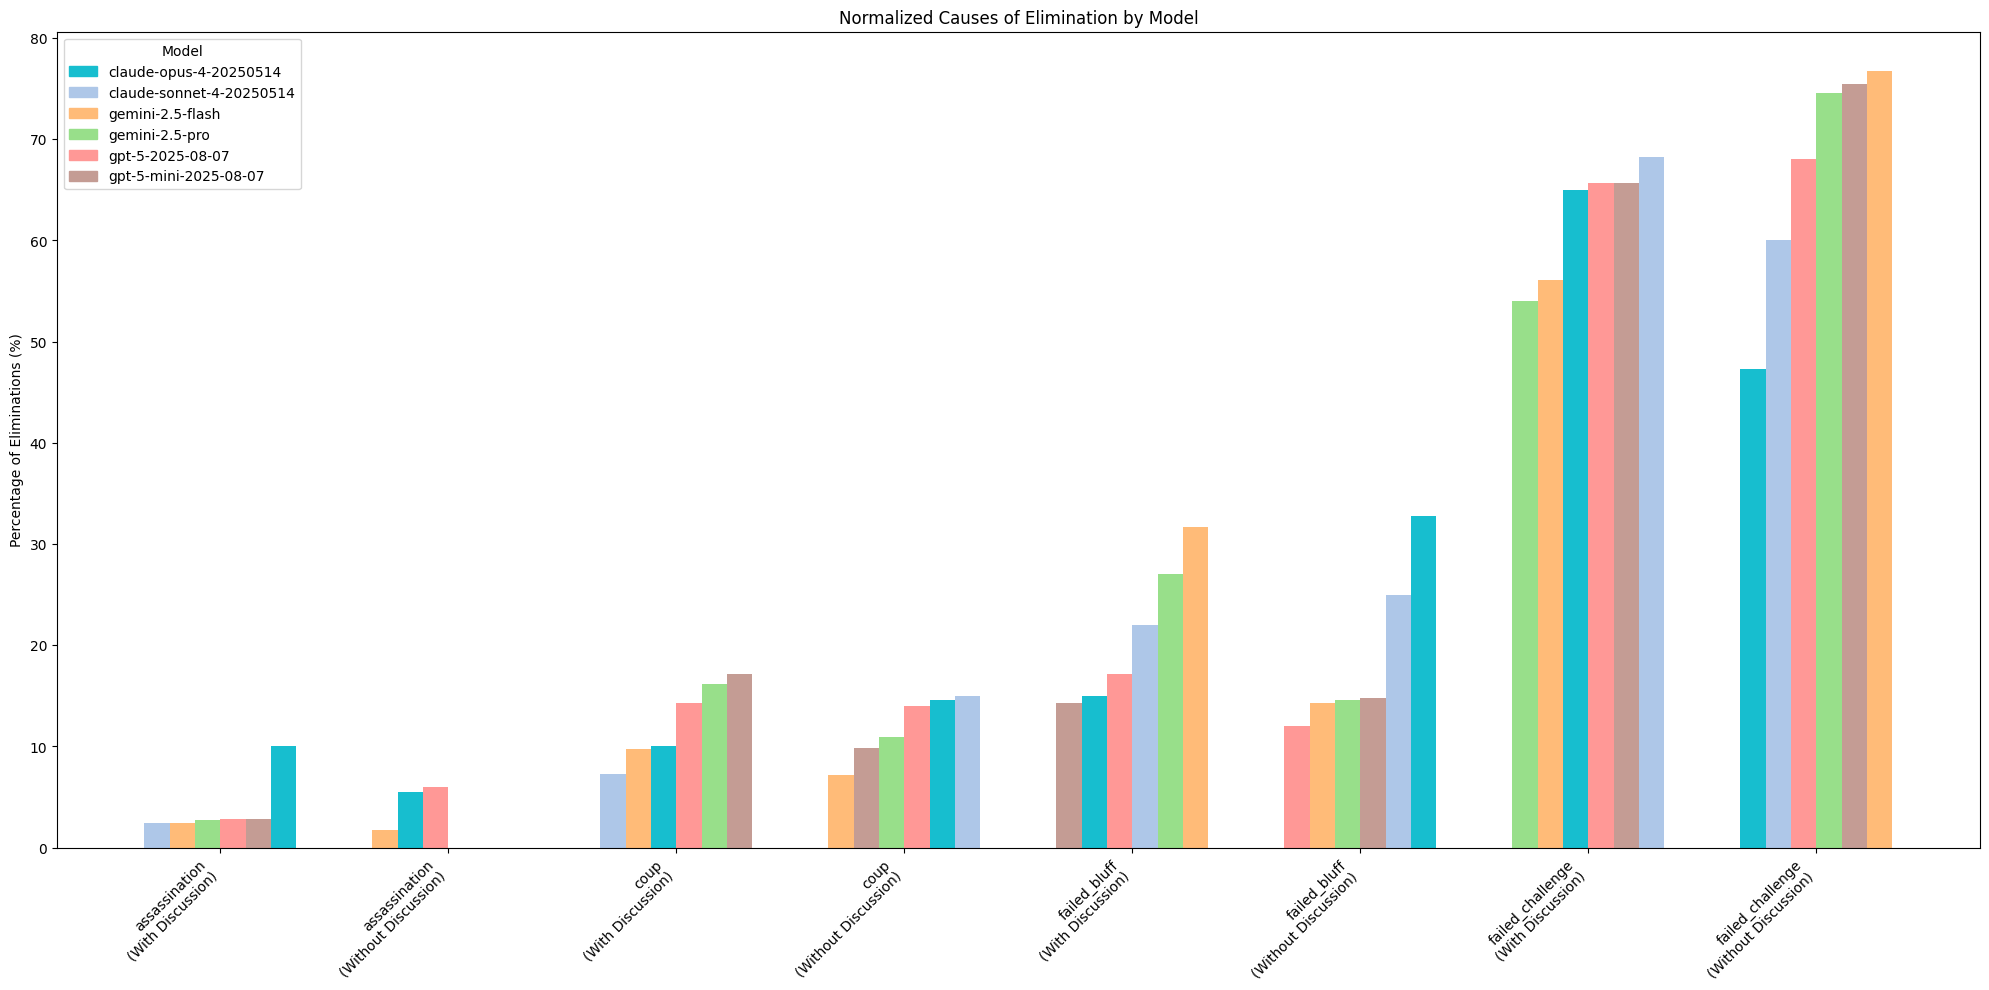 Normalized Causes of Elimination by Model
Model
claude-opus-4-20250514
claude-sonnet-4-20250514
gemini-2.5-flash
gemini-2.5-pro
gpt-5-2025-08-07
gpt-5-mini-2025-08-07
Percentage of Eliminations (%)
80
70
60
50
40
30
20
10
0
assassination
(With Discussion)
assassination
(Without Discussion)
coup
(With Discussion)
coup
(Without Discussion)
failed_bluff
(With Discussion)
failed_bluff
(Without Discussion)
failed_challenge
(With Discussion)
failed_challenge
(Without Discussion)